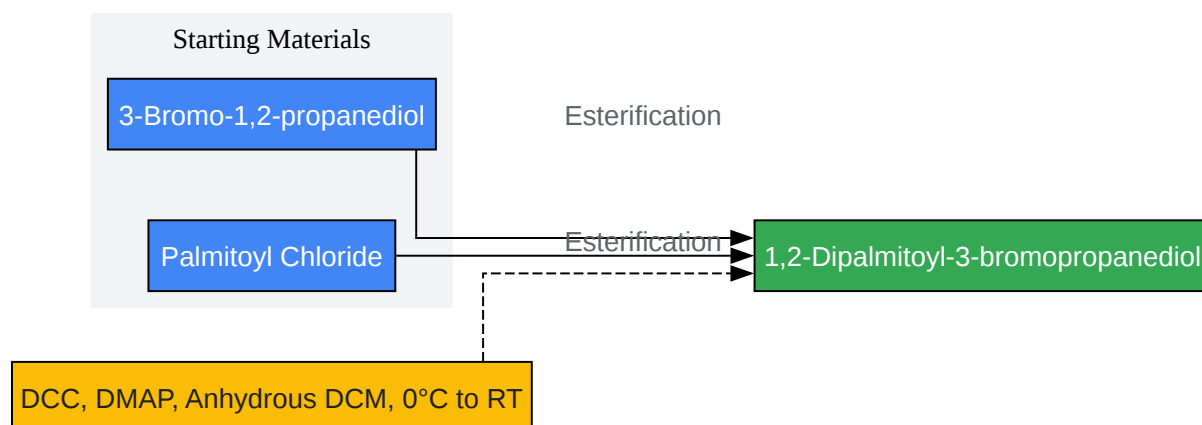 Starting Materials
3-Bromo-1,2-propanediol
Esterification
Palmitoyl Chloride
Esterification
1,2-Dipalmitoyl-3-bromopropanediol
DCC, DMAP, Anhydrous DCM, 0°C to RT